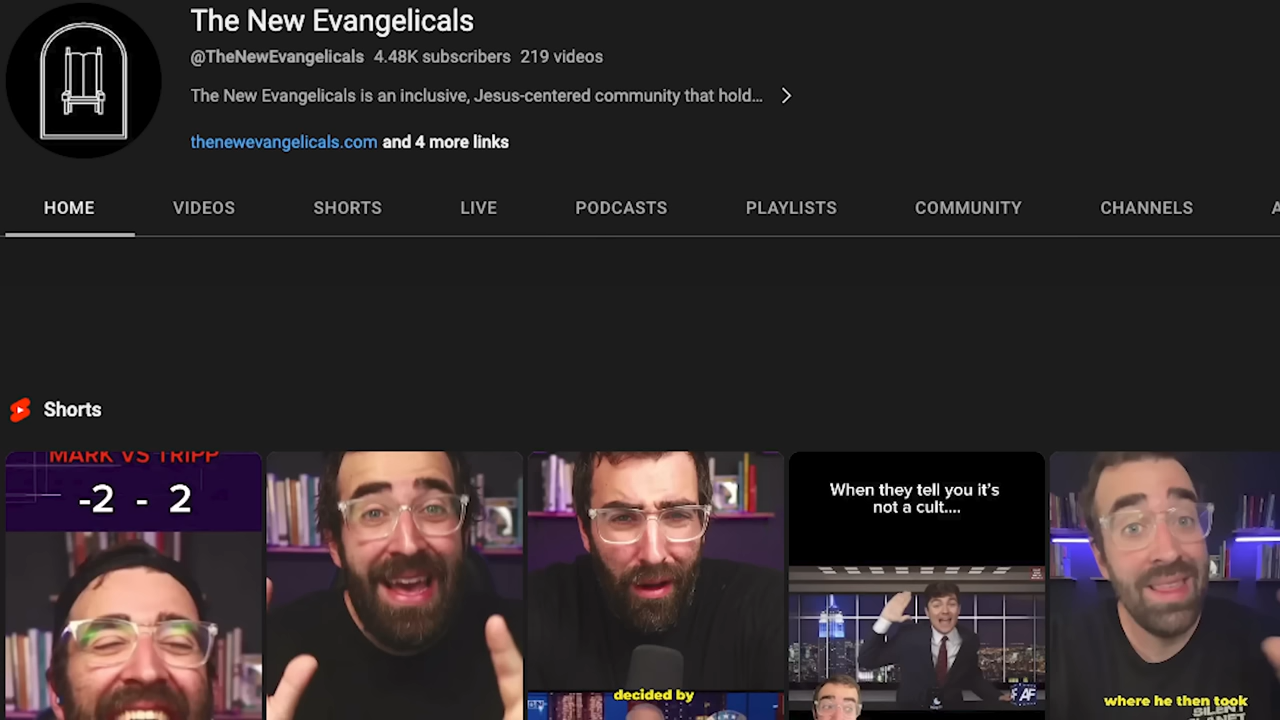 The New Evangelicals
@TheNewEvangelicals 4.48K subscribers 219 videos
The New Evangelicals is an inclusive, Jesus-centered community that hold...
thenewevangelicals.com and 4 more links
HOME VIDEOS SHORTS LIVE PODCASTS PLAYLISTS COMMUNITY CHANNELS
Shorts
MARK VS TRIPP
-2 - 2
When they tell you it's
not a cult....
AF
decided by
where he then took
SILENT